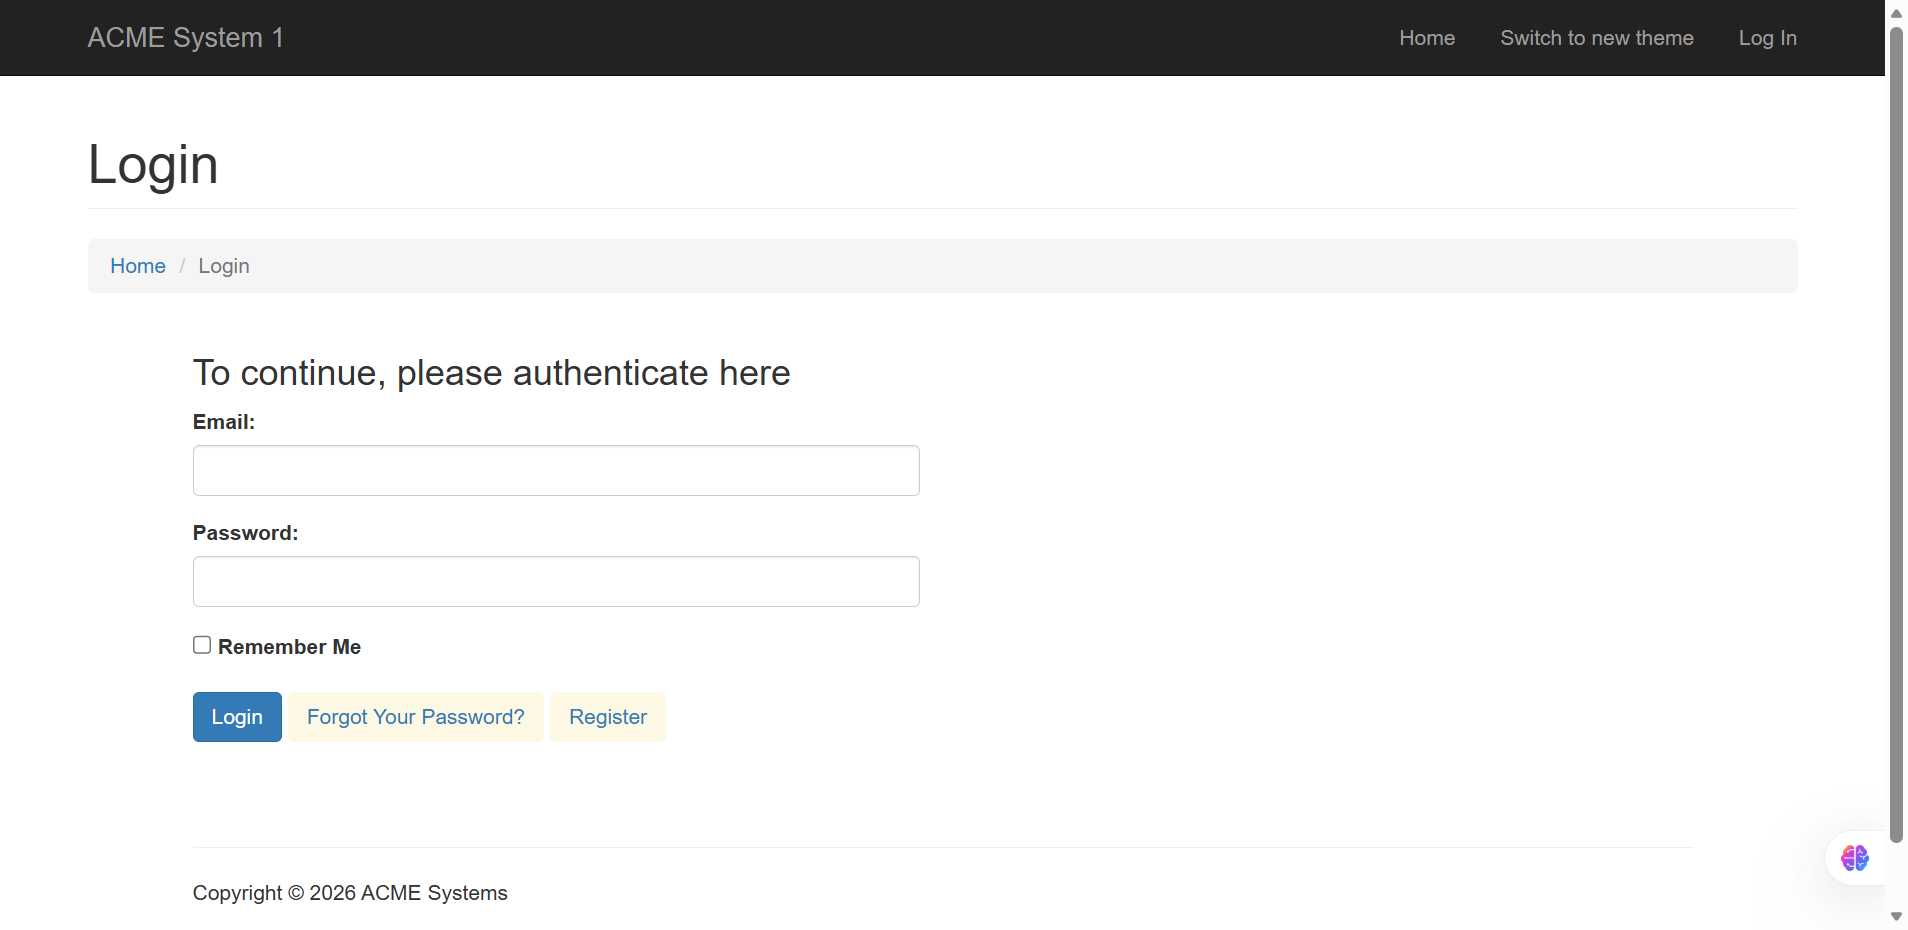 ACME System 1 Home Switch to new theme Log In
Login
Home / Login
To continue, please authenticate here
Email:
Password:
Remember Me
Login Forgot Your Password? Register
Copyright © 2026 ACME Systems